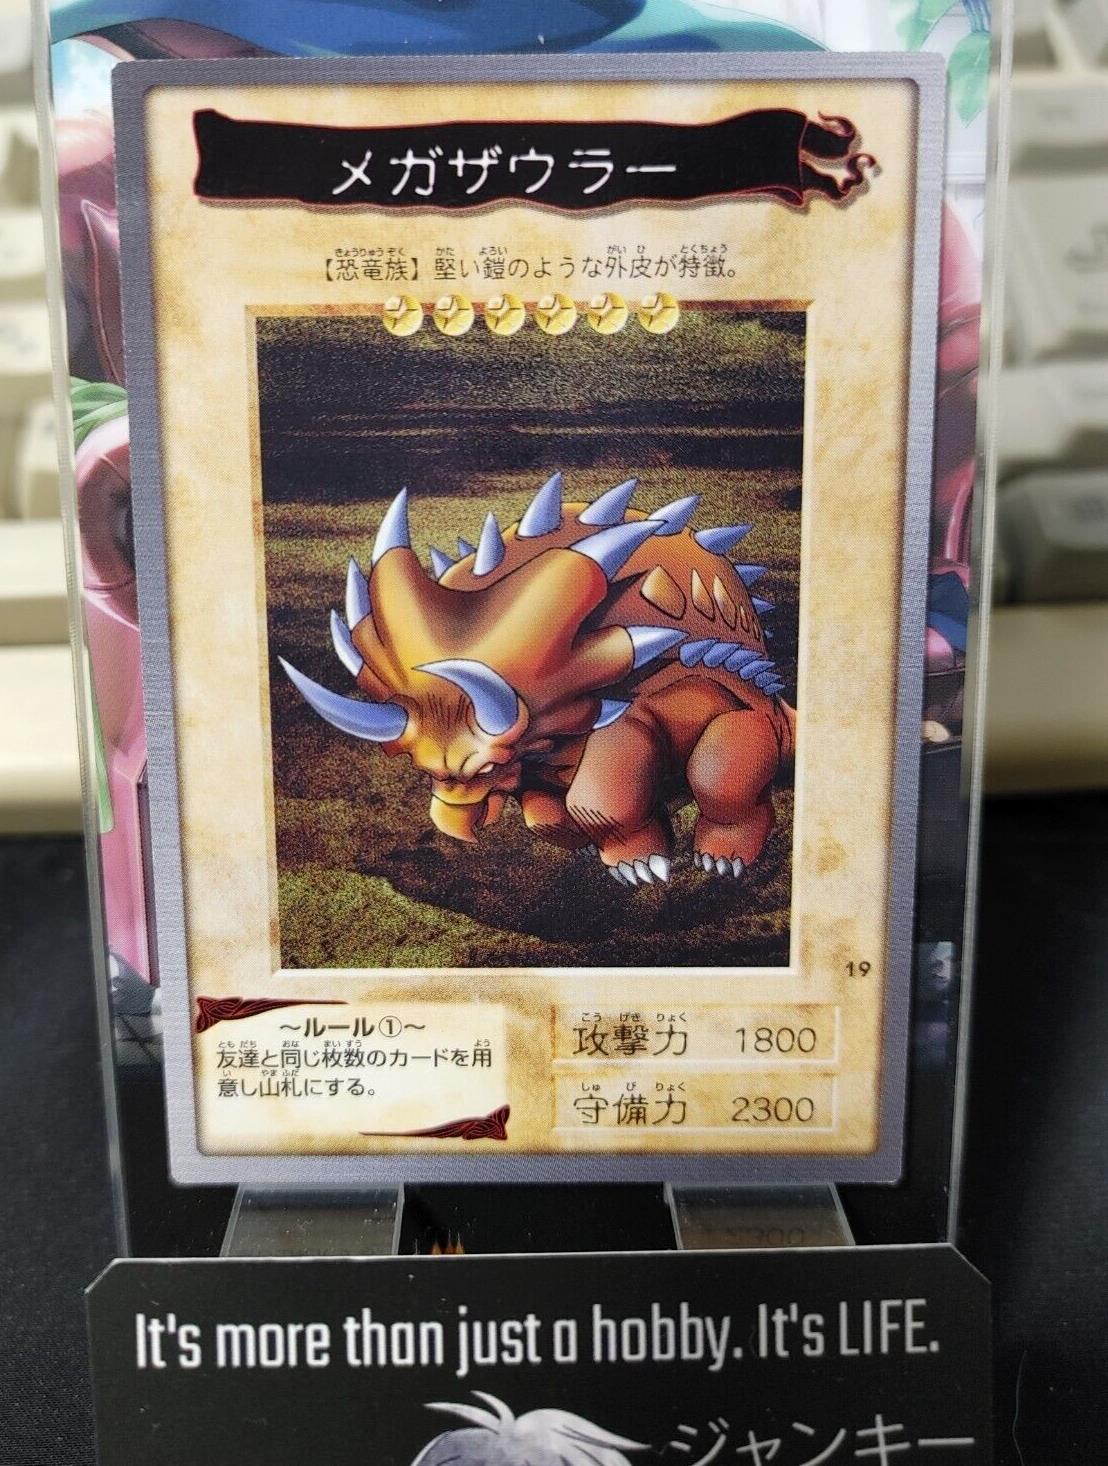 メガザウラー
【恐竜族】堅い鎧のような外皮が特徴。
19
～ルール①～
友達と同じ枚数のカードを用
意し山札にする。
攻撃力 1800
守備力 2300
It's more than just a hobby. It's LIFE.
ジャンキー